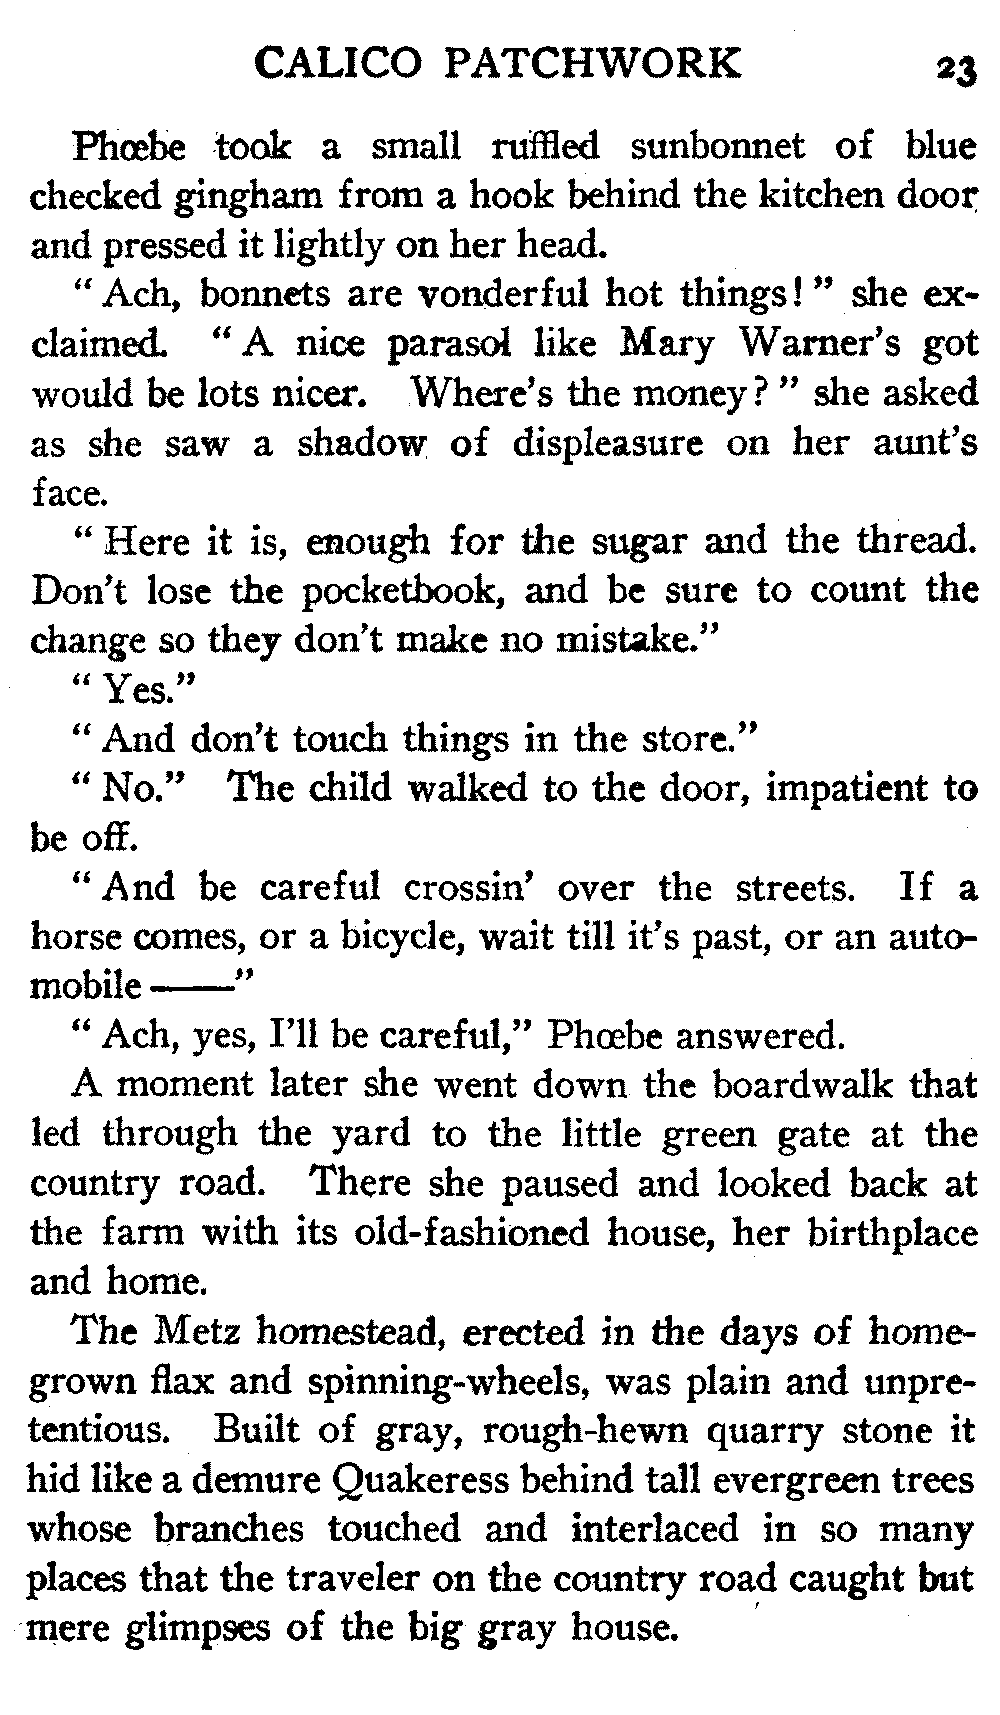 CALICO PATCHWORK 23
Phœbe took a small ruffled sunbonnet of blue
checked gingham from a hook behind the kitchen door
and pressed it lightly on her head.
“ Ach, bonnets are vonderful hot things! ” she ex-
claimed. “ A nice parasol like Mary Warner’s got
would be lots nicer. Where’s the money? ” she asked
as she saw a shadow of displeasure on her aunt’s
face.
“ Here it is, enough for the sugar and the thread.
Don’t lose the pocketbook, and be sure to count the
change so they don’t make no mistake.”
“ Yes.”
“ And don’t touch things in the store.”
“ No.” The child walked to the door, impatient to
be off.
“ And be careful crossin’ over the streets. If a
horse comes, or a bicycle, wait till it’s past, or an auto-
mobile ——”
“ Ach, yes, I’ll be careful,” Phœbe answered.
A moment later she went down the boardwalk that
led through the yard to the little green gate at the
country road. There she paused and looked back at
the farm with its old-fashioned house, her birthplace
and home.
The Metz homestead, erected in the days of home-
grown flax and spinning-wheels, was plain and unpre-
tentious. Built of gray, rough-hewn quarry stone it
hid like a demure Quakeress behind tall evergreen trees
whose branches touched and interlaced in so many
places that the traveler on the country road caught but
mere glimpses of the big gray house.